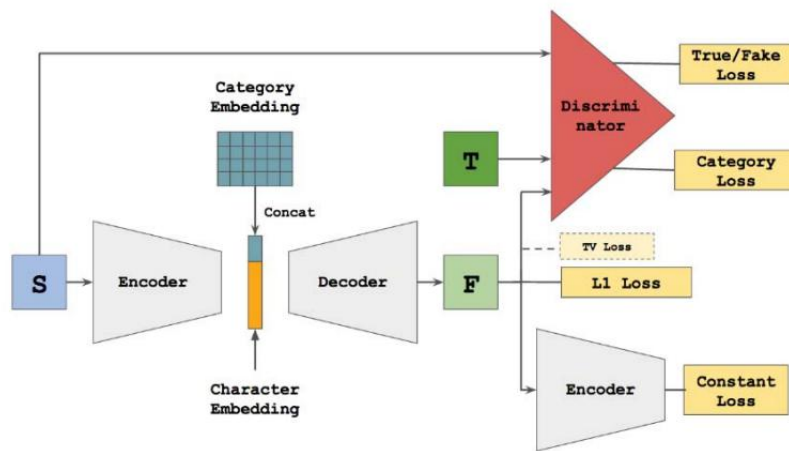 True/Fake
Loss
Category
Embedding
Discrimi
nator
T
Category
Loss
Concat
TV Loss
S
Encoder
Decoder
F
L1 Loss
Encoder
Constant
Loss
Character
Embedding